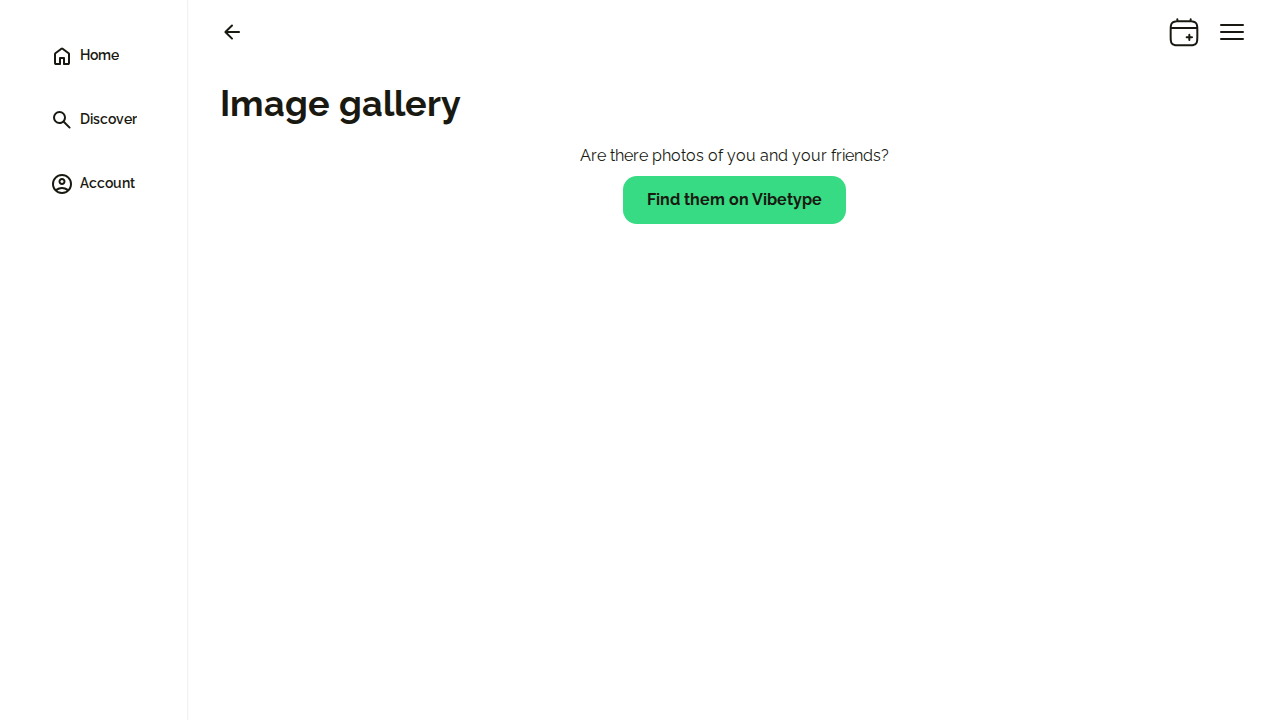 Home
Discover
Account
Image gallery
Are there photos of you and your friends?
Find them on Vibetype